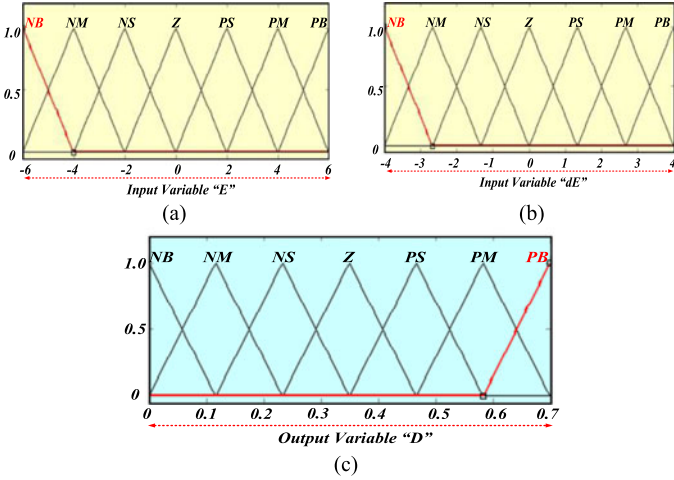 NB NM NS Z PS PM PB
1.0
0.5
0
-6 -4 -2 0 2 4 6
Input Variable “E”
(a)
NB NM NS Z PS PM PB
1.0
0.5
0
-4 -3 -2 -1 0 1 2 3 4
Input Variable “dE”
(b)
NB NM NS Z PS PM PB
1.0
0.5
0
0 0.1 0.2 0.3 0.4 0.5 0.6 0.7
Output Variable “D”
(c)